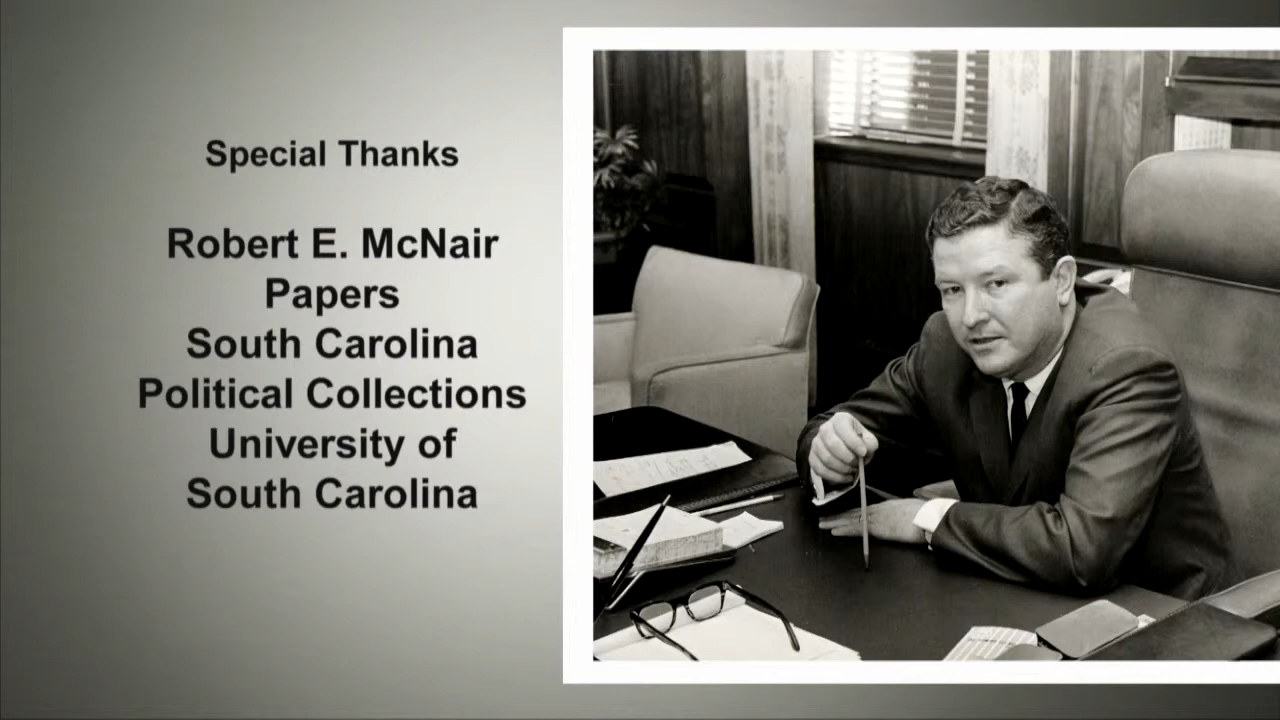 Special Thanks
Robert E. McNair
Papers
South Carolina
Political Collections
University of
South Carolina